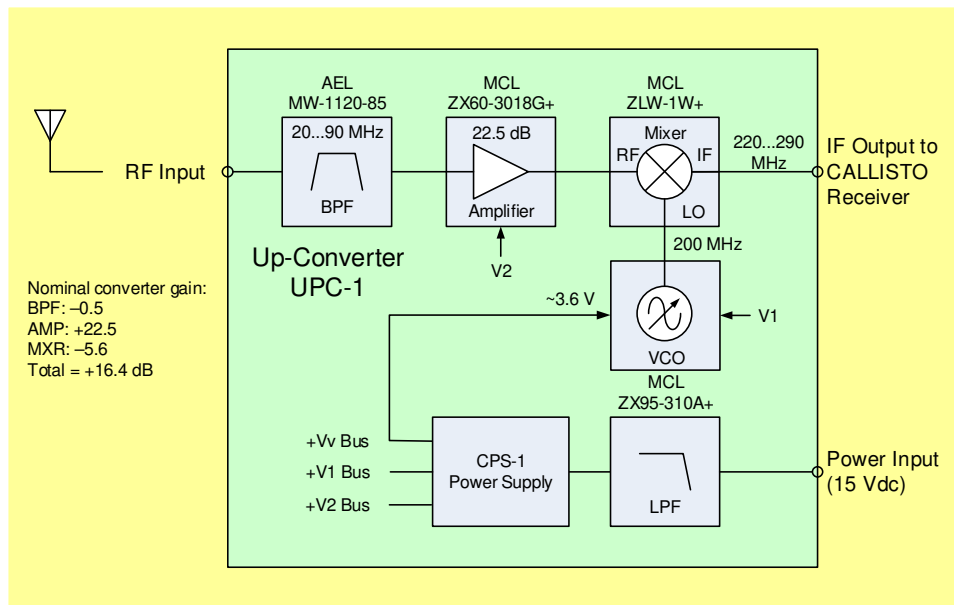 AEL
MW-1120-85
20...90 MHz
BPF
MCL
ZX60-3018G+
22.5 dB
Amplifier
V2
MCL
ZLW-1W+
Mixer
RF
IF
LO
220...290
MHz
IF Output to
CALLISTO
Receiver
RF Input
200 MHz
Up-Converter
UPC-1
Nominal converter gain:
BPF: –0.5
AMP: +22.5
MXR: –5.6
Total = +16.4 dB
~3.6 V
V1
VCO
MCL
ZX95-310A+
+Vv Bus
+V1 Bus
+V2 Bus
CPS-1
Power Supply
LPF
Power Input
(15 Vdc)